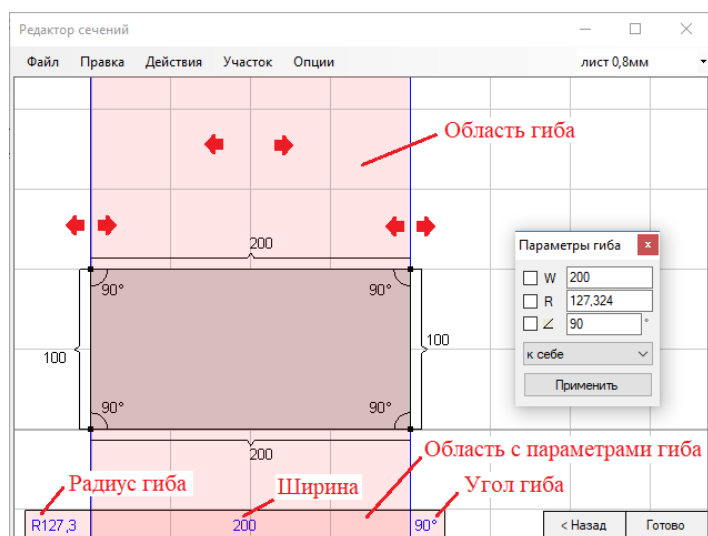 Редактор сечений
Файл Правка Действия Участок Опции лист 0,8мм
Область гиба
200
Параметры гиба x
90° 90°
W 200
R 127,324
∠ 90 °
100
100
к себе
Применить
90° 90°
200
Область с параметрами гиба
Радиус гиба Ширина Угол гиба
R127,3 200 90° < Назад Готово